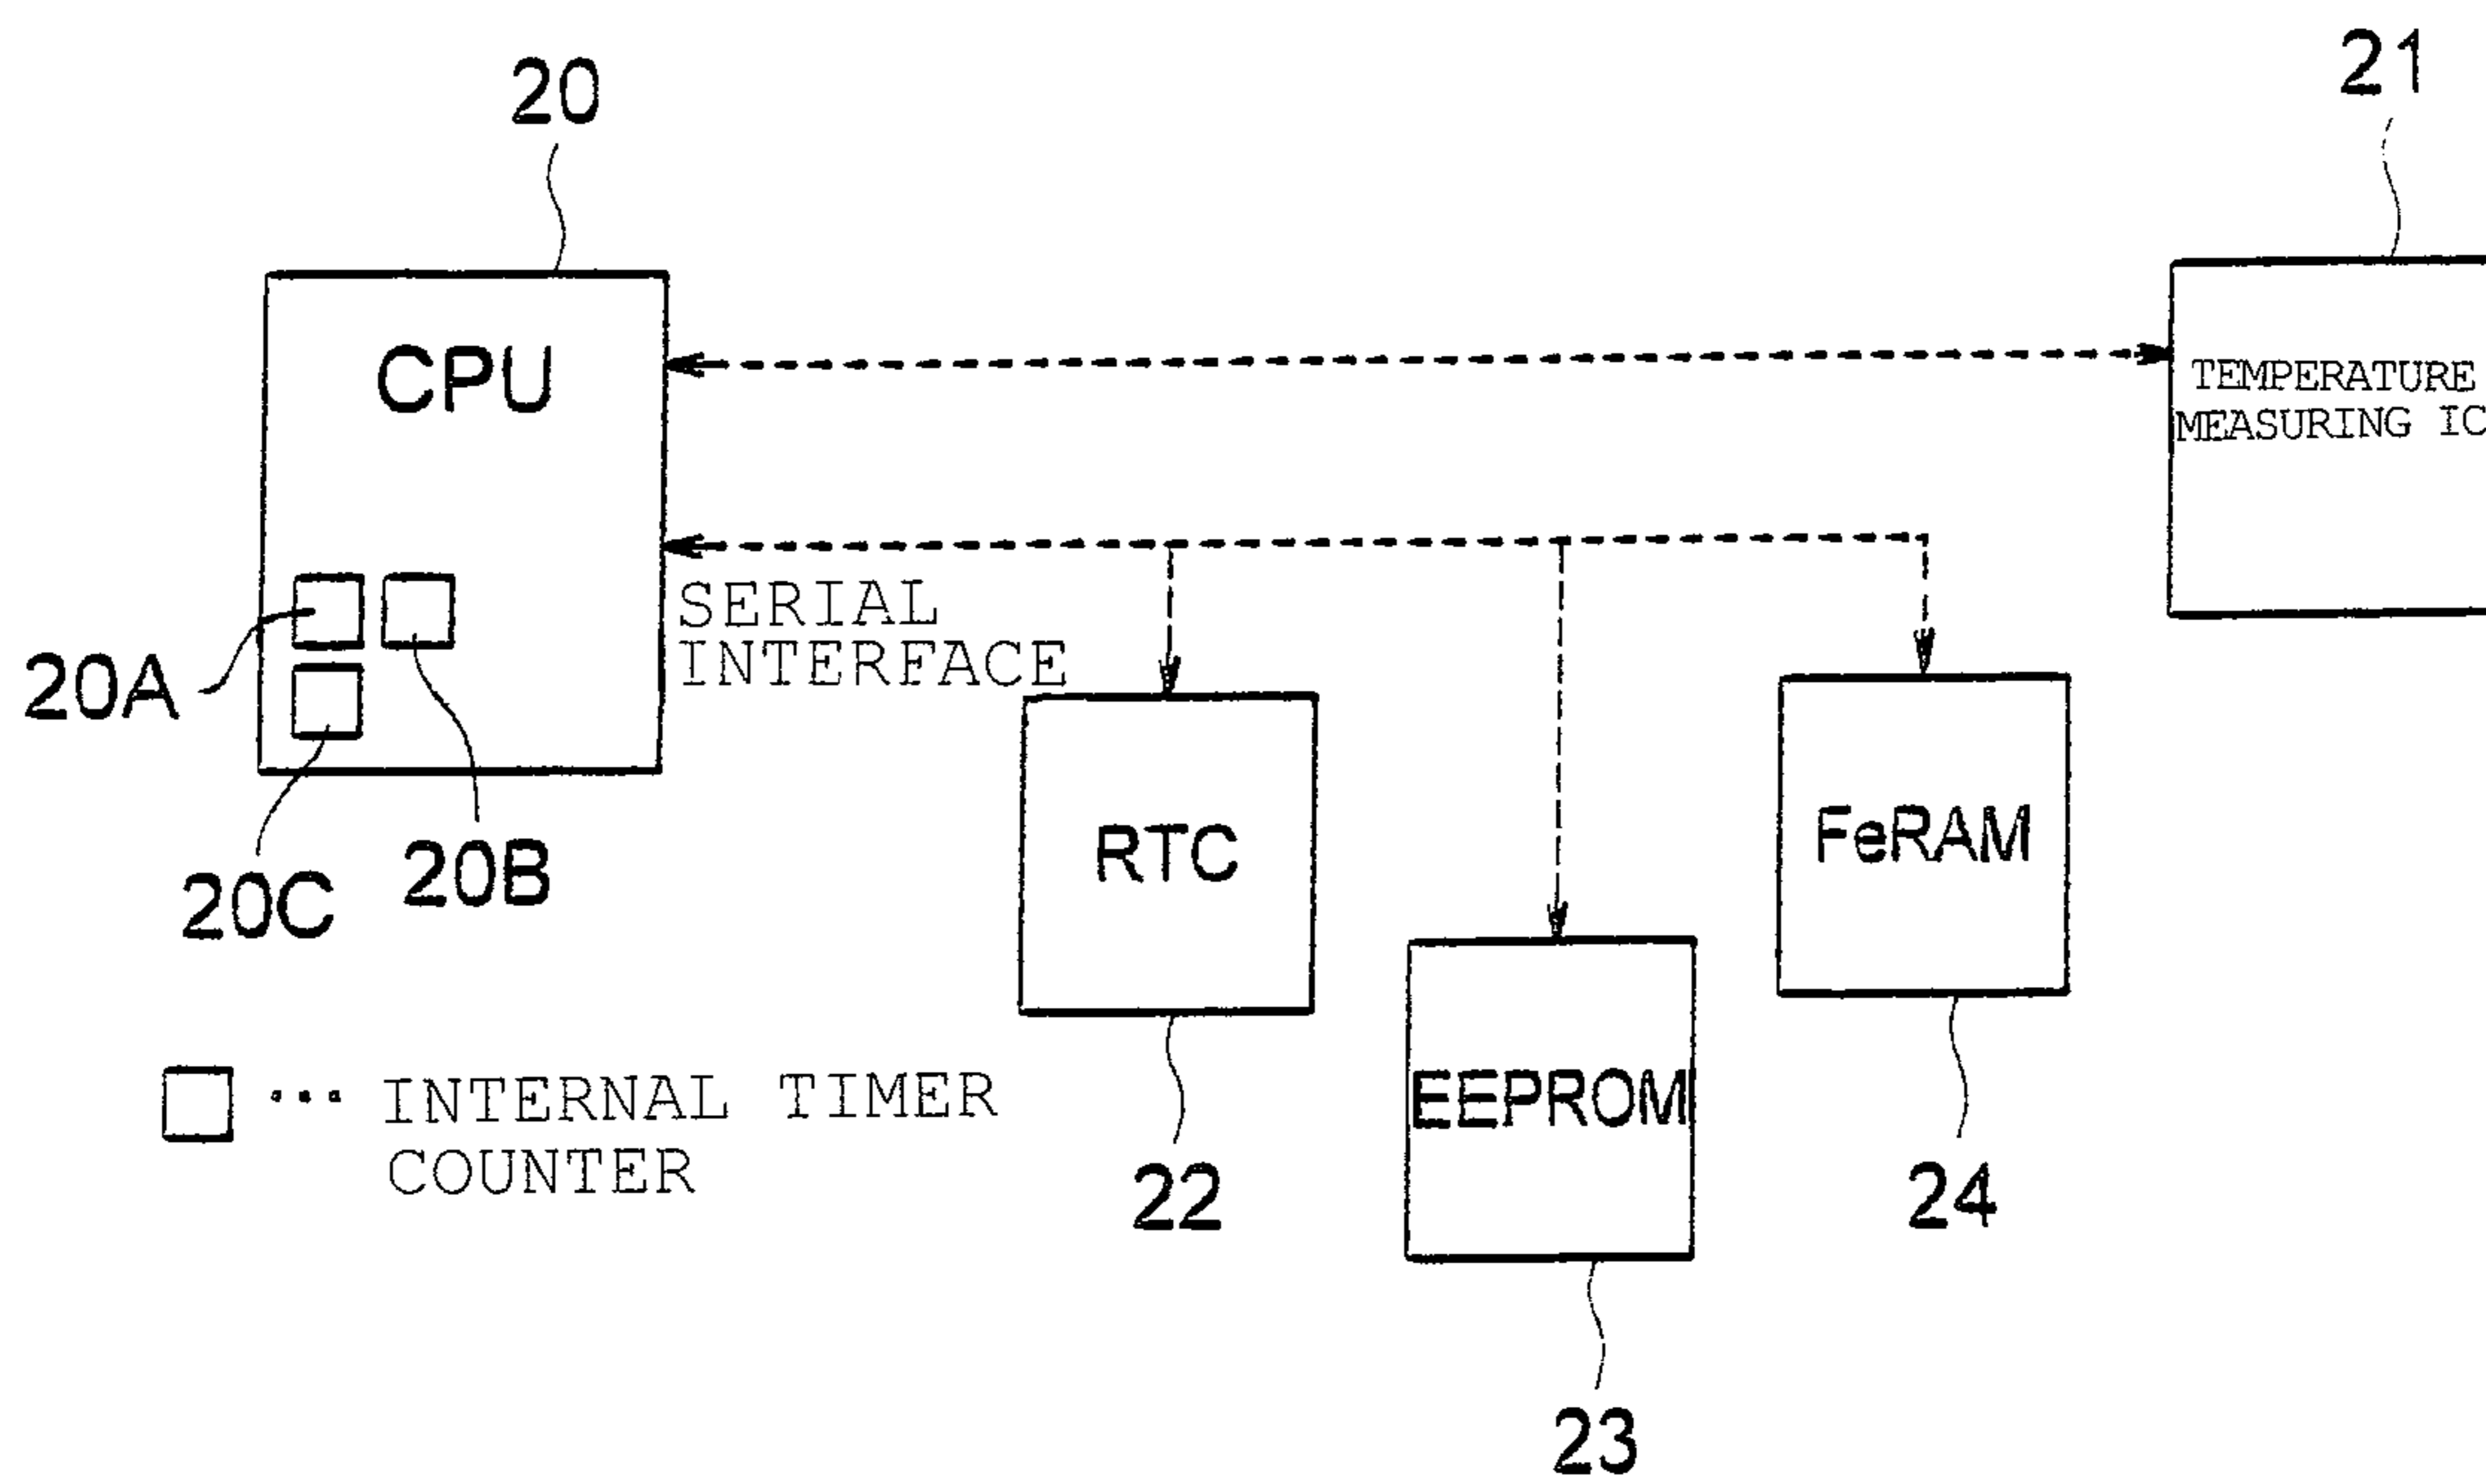 20
21
CPU
TEMPERATURE
MEASURING IC
SERIAL
INTERFACE
20A
20B
20C
RTC
FeRAM
EEPROM
□ ··· INTERNAL TIMER
COUNTER
22
24
23